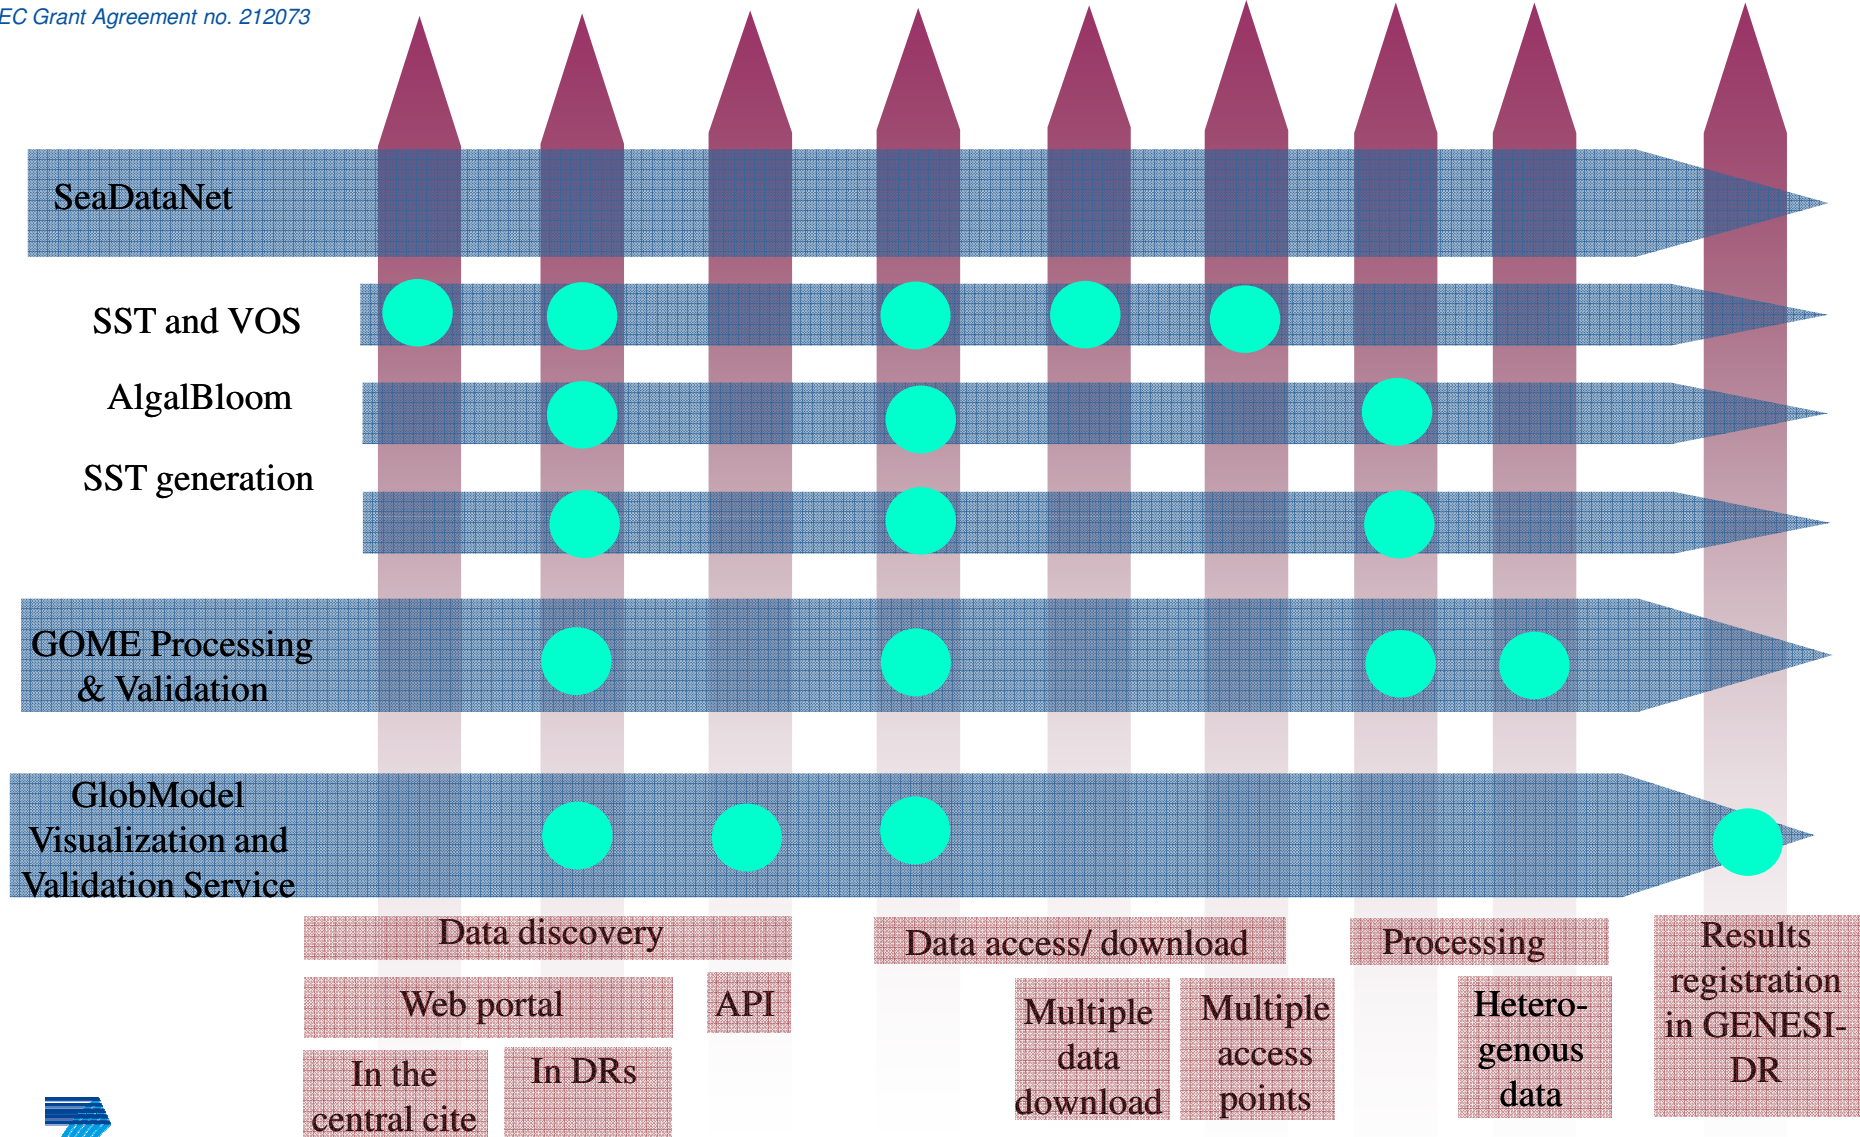 EC Grant Agreement no. 212073
SeaDataNet
SST and VOS
AlgalBloom
SST generation
GOME Processing
& Validation
GlobModel
Visualization and
Validation Service
Data discovery
Data access/ download
Processing
Results
registration
in GENESI-
DR
Web portal
API
Multiple
data
download
Multiple
access
points
Hetero-
genous
data
In the
central cite
In DRs